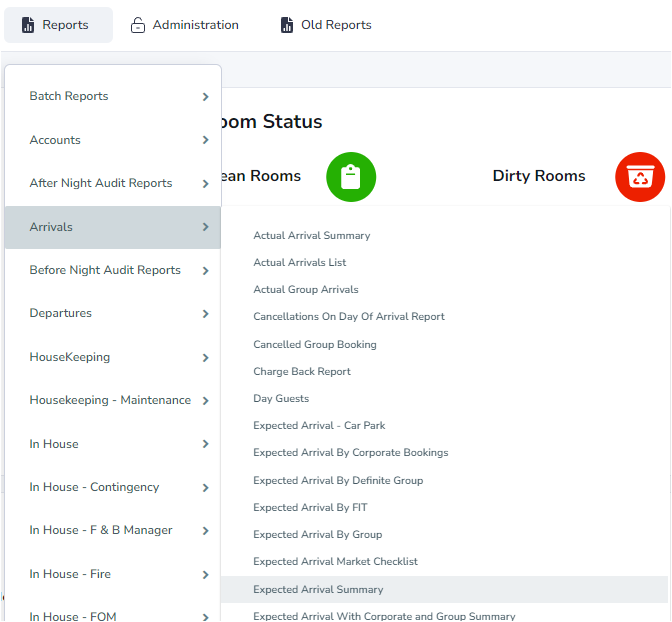 Reports
Administration
Old Reports
Batch Reports
Accounts
After Night Audit Reports
Arrivals
Before Night Audit Reports
Departures
HouseKeeping
Housekeeping - Maintenance
In House
In House - Contingency
In House - F & B Manager
In House - Fire
In House - FOM
Status
Rooms
Dirty Rooms
Actual Arrival Summary
Actual Arrivals List
Actual Group Arrivals
Cancellations On Day Of Arrival Report
Cancelled Group Booking
Charge Back Report
Day Guests
Expected Arrival - Car Park
Expected Arrival By Corporate Bookings
Expected Arrival By Definite Group
Expected Arrival By FIT
Expected Arrival By Group
Expected Arrival Market Checklist
Expected Arrival Summary
Expected Arrival With Corporate and Group Summary